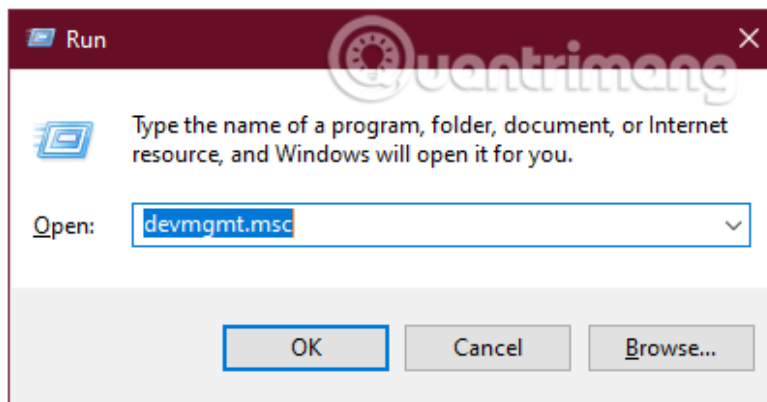 Run
Quantrimang
Type the name of a program, folder, document, or Internet
resource, and Windows will open it for you.
Open: devmgmt.msc
OK Cancel Browse...